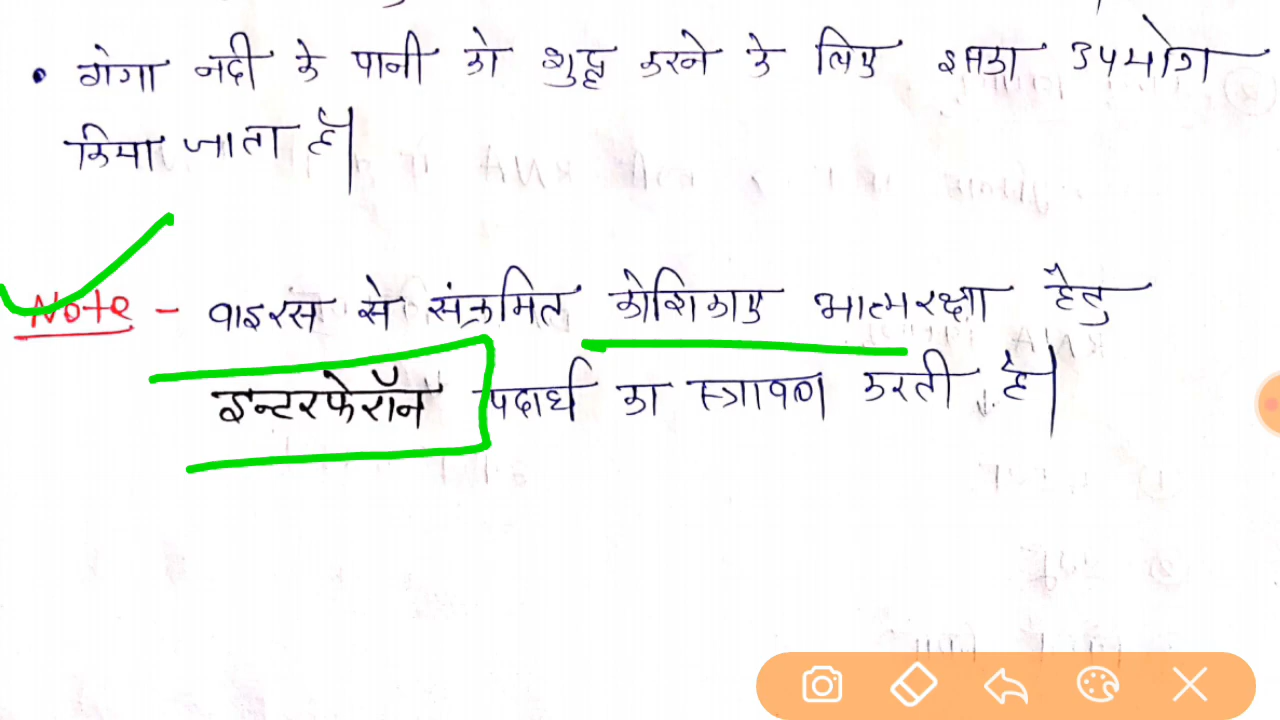 • गंगा नदी के पानी को शुद्ध करने के लिए इसका उपयोग
किया जाता है।
Note - वाइरस से संक्रमित कोशिकाए आत्मरक्षा हेतु
इन्टरफेरॉन पदार्थ का स्त्रावण करती है।